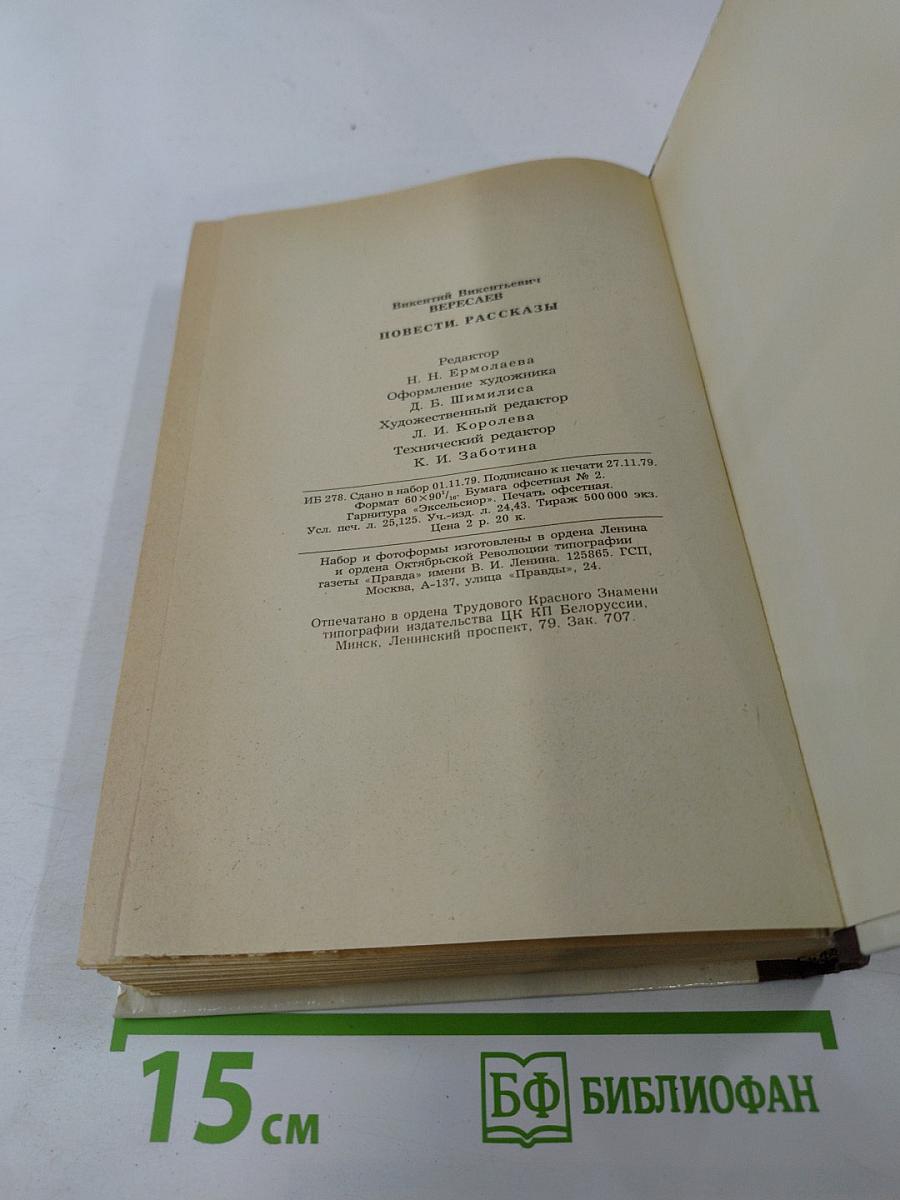 Викентий Викентьевич
ВЕРЕСАЕВ
ПОВЕСТИ. РАССКАЗЫ
Редактор
Н. Н. Ермолаева
Оформление художника
Д. Б. Шимилиса
Художественный редактор
Л. И. Королева
Технический редактор
К. И. Заботина
ИБ 278. Сдано в набор 01.11.79. Подписано к печати 27.11.79.
Формат 60×90¹/₁₆. Бумага офсетная № 2.
Гарнитура «Эксельсиор». Печать офсетная.
Усл. печ. л. 25,125. Уч.-изд. л. 24,43. Тираж 500 000 экз.
Цена 2 р. 20 к.
Набор и фотоформы изготовлены в ордена Ленина
и ордена Октябрьской Революции типографии
газеты «Правда» имени В. И. Ленина. 125865. ГСП,
Москва, А-137, улица «Правды», 24.
Отпечатано в ордена Трудового Красного Знамени
типографии издательства ЦК КП Белоруссии,
Минск, Ленинский проспект, 79. Зак. 707.
15 см
БФ БИБЛИОФАН